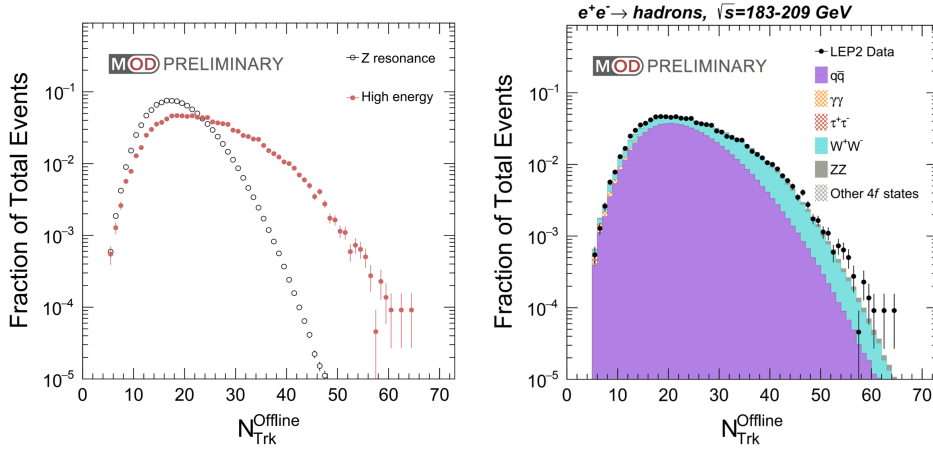 Fraction of Total Events
10⁻¹
10⁻²
10⁻³
10⁻⁴
10⁻⁵
MOD PRELIMINARY
Z resonance
High energy
0 10 20 30 40 50 60 70
N_Trk^Offline
e⁺e⁻→ hadrons, √s=183-209 GeV
Fraction of Total Events
10⁻¹
10⁻²
10⁻³
10⁻⁴
10⁻⁵
MOD PRELIMINARY
LEP2 Data
qq̅
γγ
τ⁺τ⁻
W⁺W⁻
ZZ
Other 4f states
0 10 20 30 40 50 60 70
N_Trk^Offline